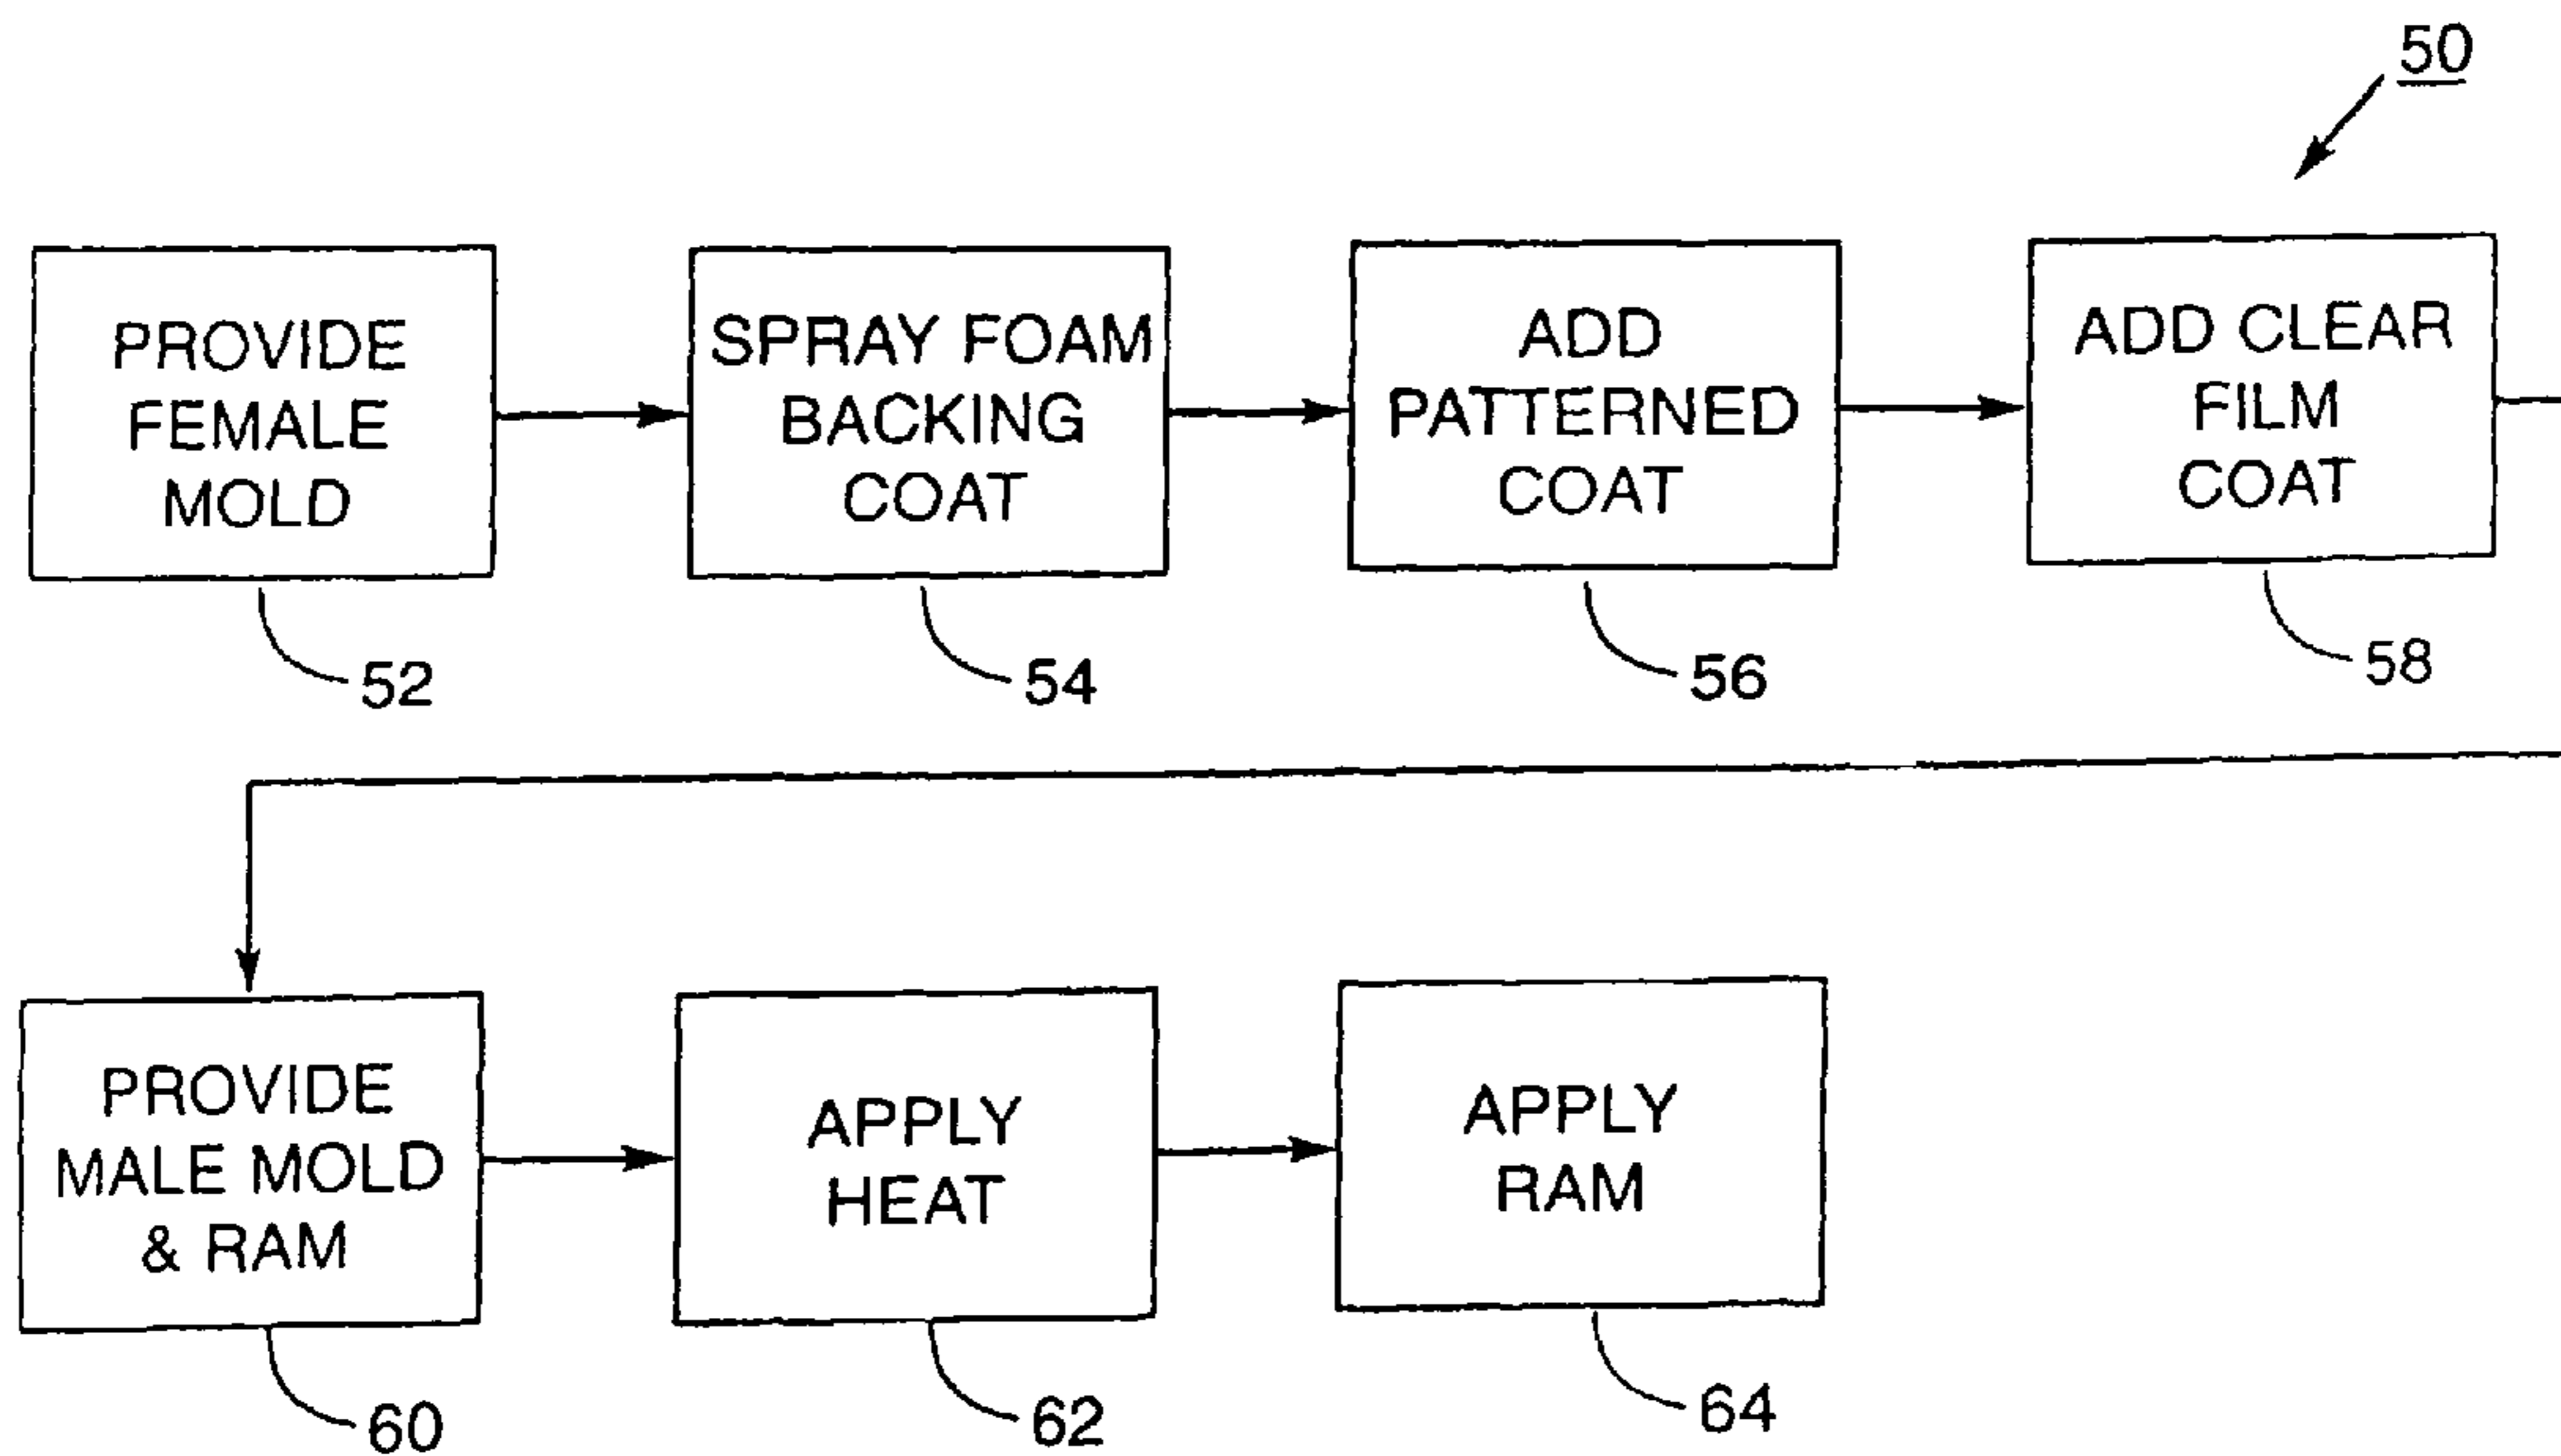 50
PROVIDE
FEMALE
MOLD
SPRAY FOAM
BACKING
COAT
ADD
PATTERNED
COAT
ADD CLEAR
FILM
COAT
52
54
56
58
PROVIDE
MALE MOLD
& RAM
APPLY
HEAT
APPLY
RAM
60
62
64